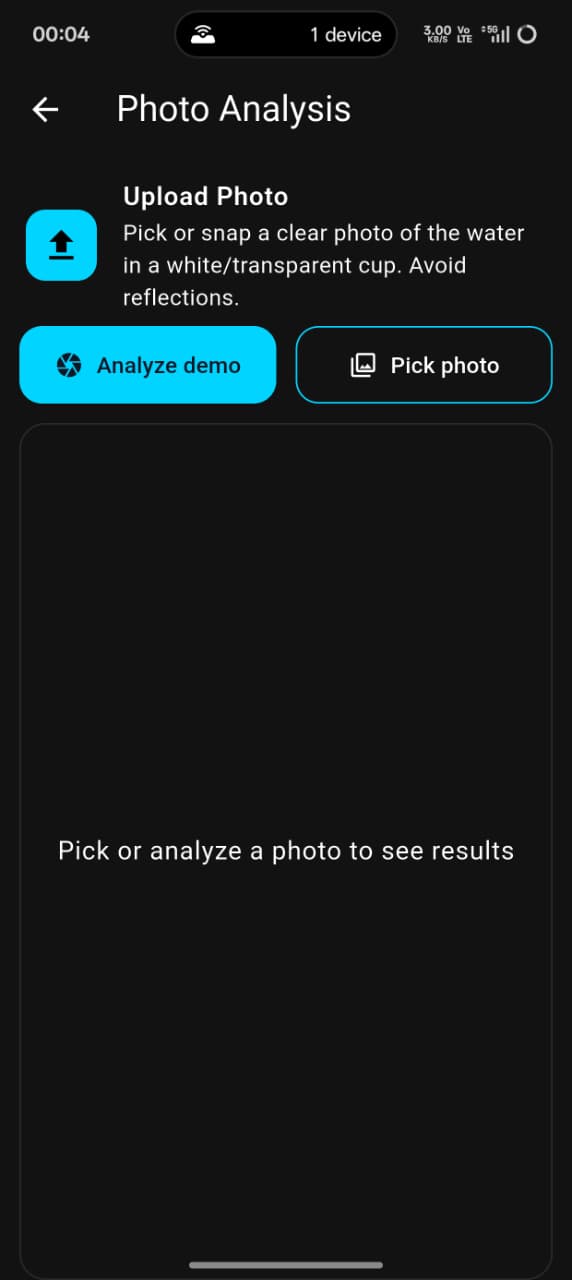 00:04
1 device
3.00
KB/S
Vo
LTE
5G
Photo Analysis
Upload Photo
Pick or snap a clear photo of the water
in a white/transparent cup. Avoid
reflections.
Analyze demo
Pick photo
Pick or analyze a photo to see results